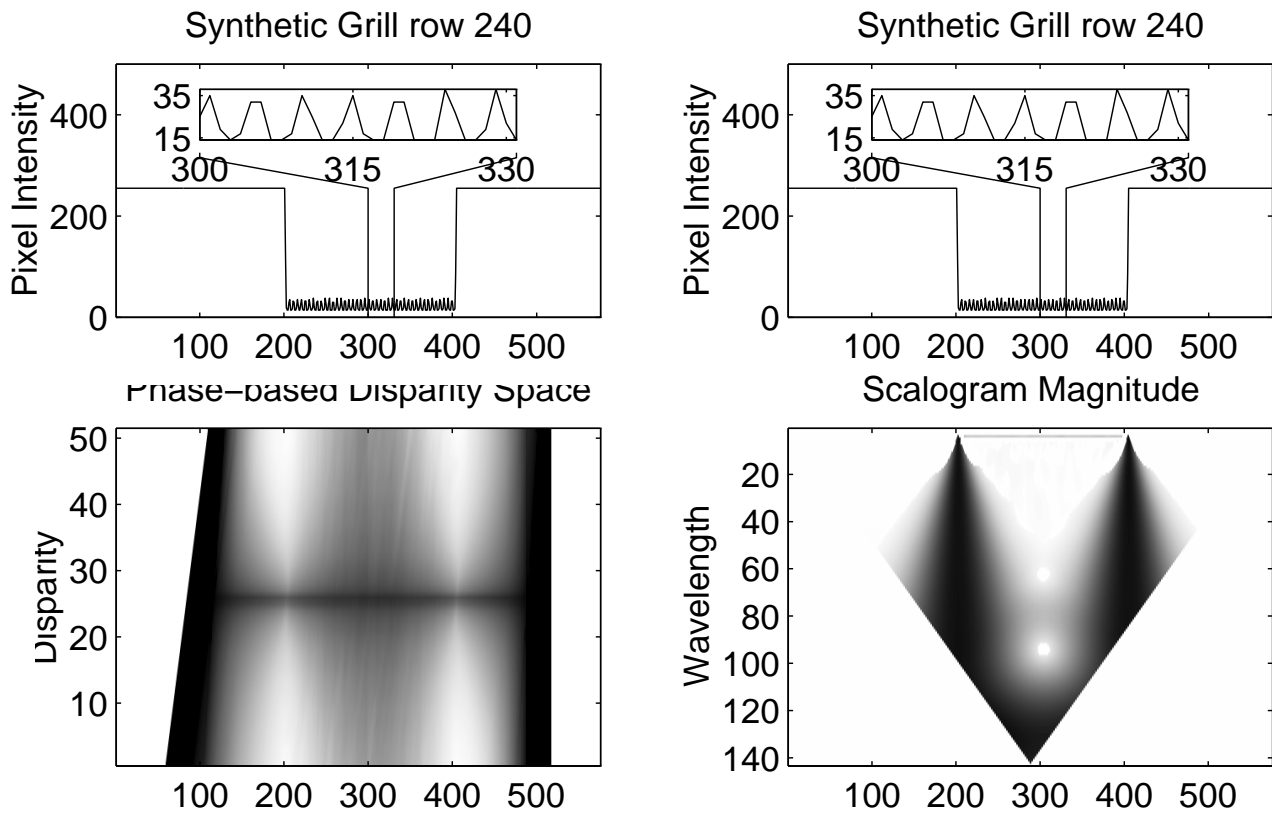 Synthetic Grill row 240
Pixel Intensity
400
200
0
35
15
300 315 330
100 200 300 400 500
Synthetic Grill row 240
Pixel Intensity
400
200
0
35
15
300 315 330
100 200 300 400 500
Phase-based Disparity Space
Disparity
50
40
30
20
10
100 200 300 400 500
Scalogram Magnitude
Wavelength
20
40
60
80
100
120
140
100 200 300 400 500